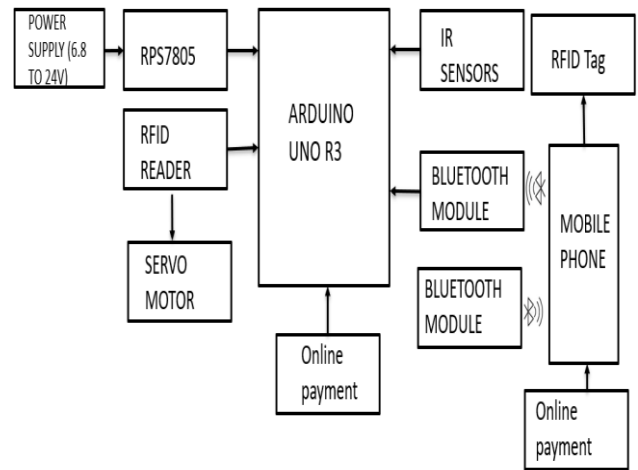 POWER
SUPPLY (6.8
TO 24V)
RPS7805
RFID
READER
SERVO
MOTOR
ARDUINO
UNO R3
Online
payment
IR
SENSORS
BLUETOOTH
MODULE
BLUETOOTH
MODULE
RFID Tag
MOBILE
PHONE
Online
payment